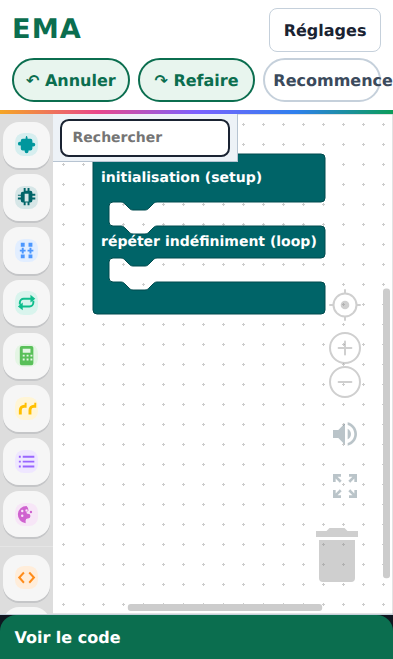 EMA
Réglages
↶ Annuler
↷ Refaire
Recommence
Rechercher
initialisation (setup)
répéter indéfiniment (loop)
Voir le code